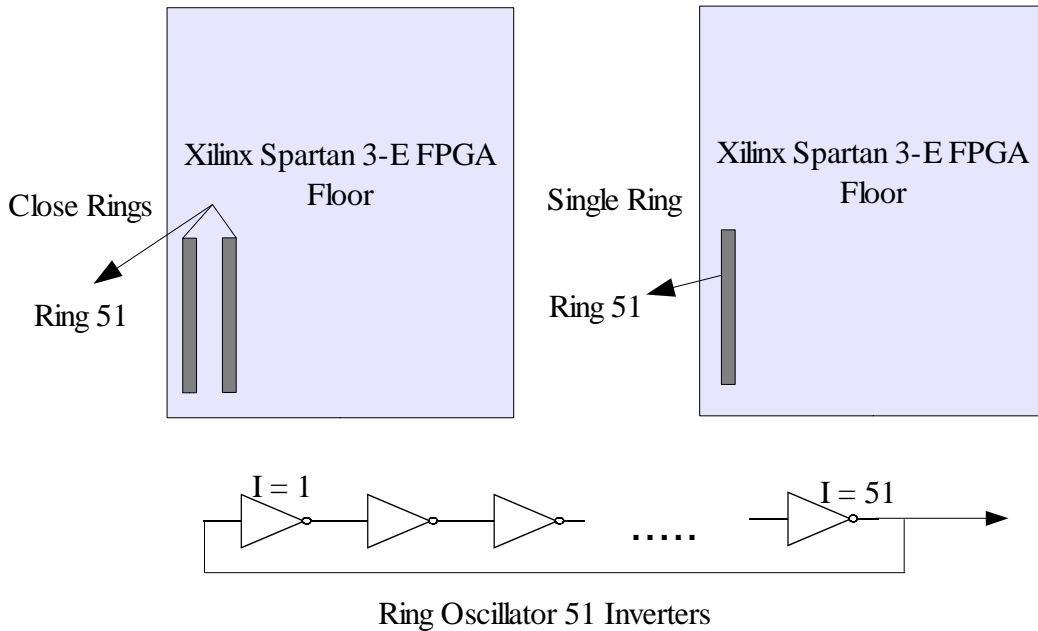 Xilinx Spartan 3-E FPGA
Floor
Close Rings
Ring 51
Xilinx Spartan 3-E FPGA
Floor
Single Ring
Ring 51
I = 1
I = 51
.....
Ring Oscillator 51 Inverters